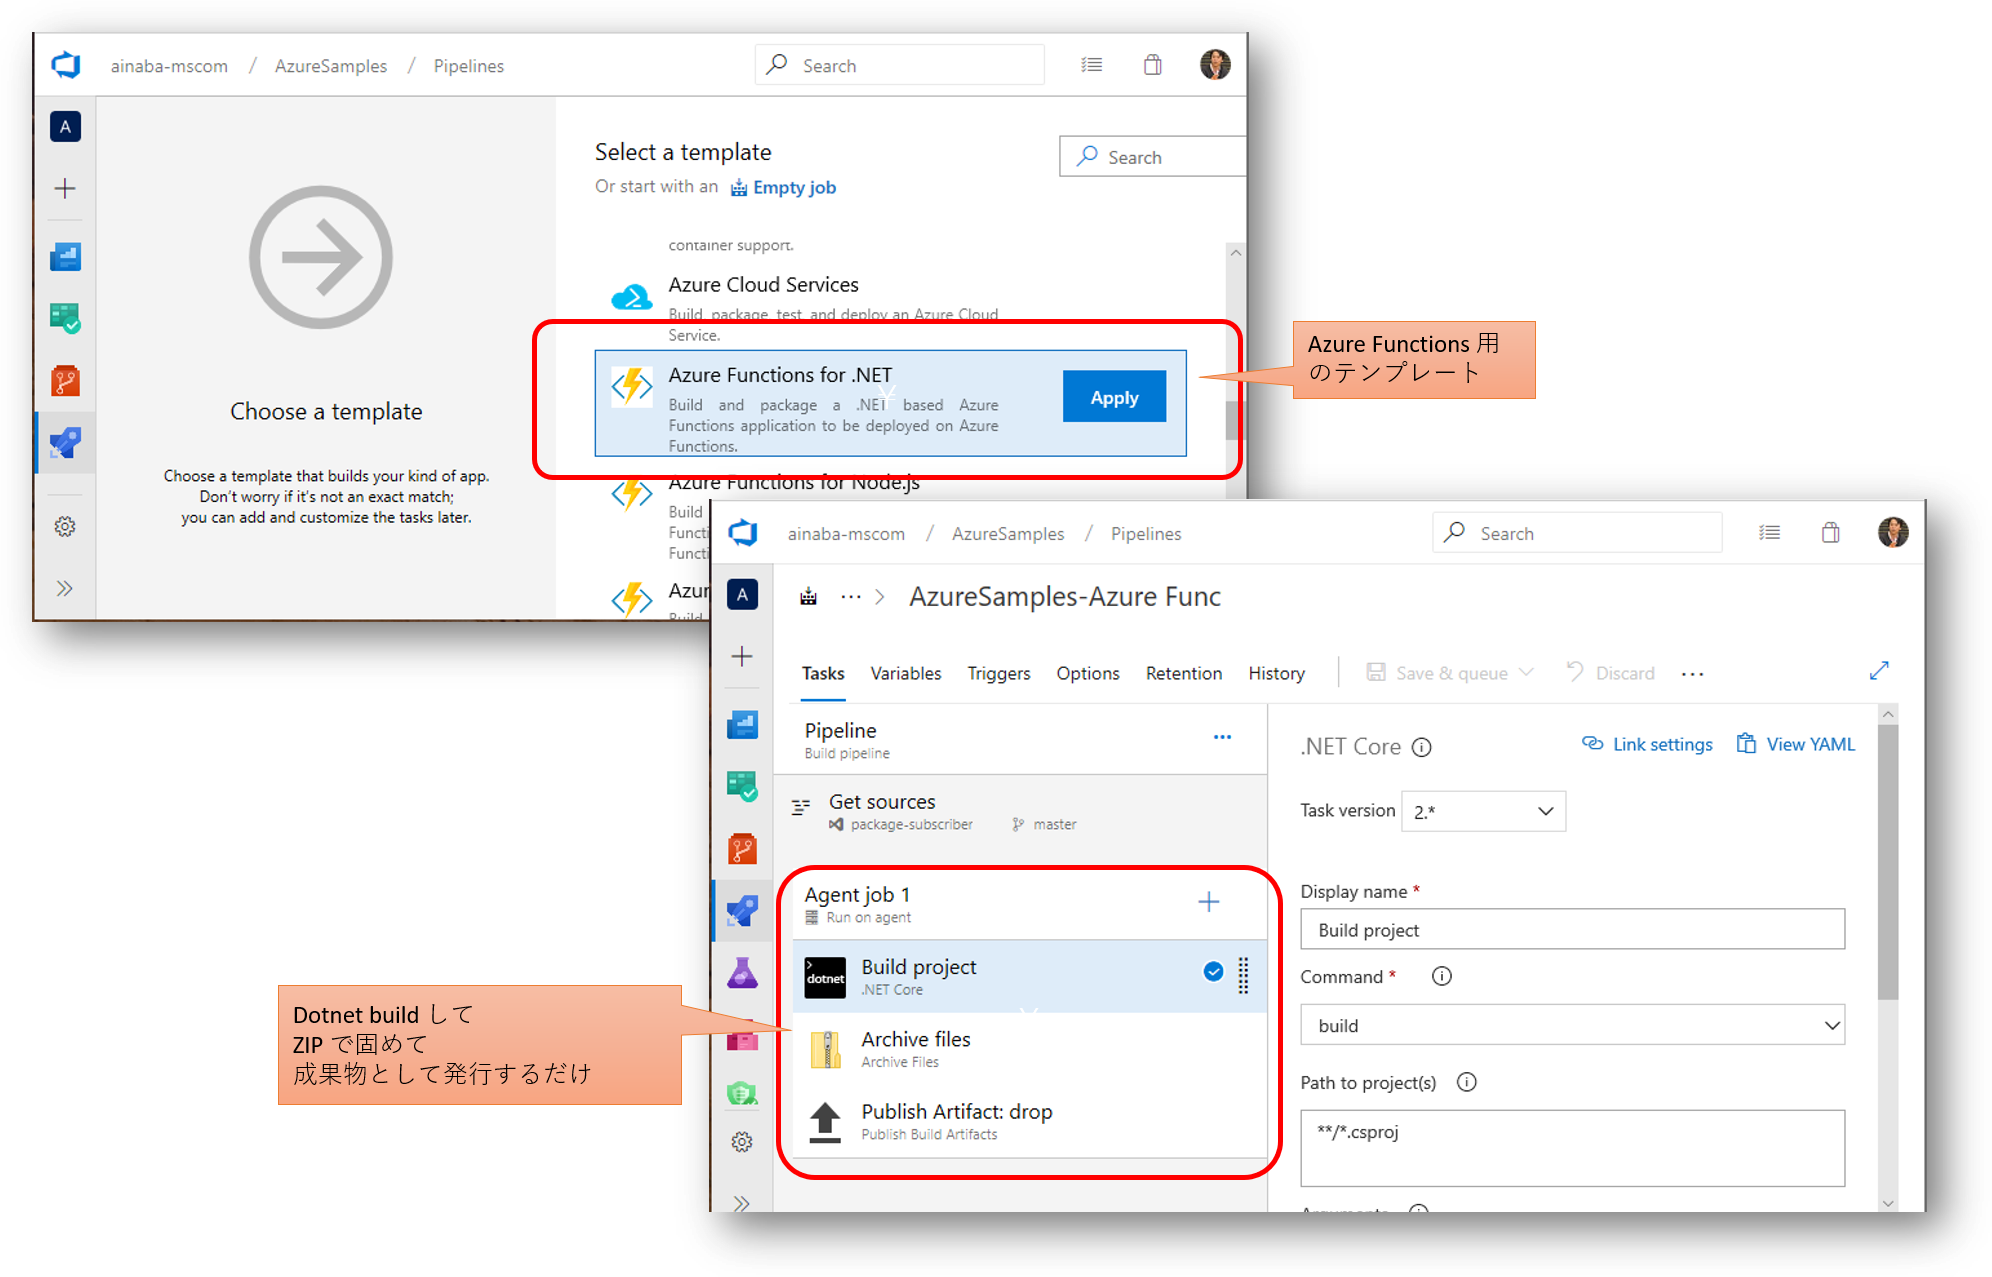 ainaba-mscom / AzureSamples / Pipelines
Search
A
Choose a template
Choose a template that builds your kind of app.
Don't worry if it's not an exact match;
you can add and customize the tasks later.
Select a template
Search
Or start with an Empty job
container support.
Azure Cloud Services
Build, package, test, and deploy an Azure Cloud
Service.
Azure Functions for .NET
Build and package a .NET based Azure
Functions application to be deployed on Azure
Functions.
Apply
Azure Functions for Node.js
Build
Functi
Functi
Azur
Build
Azure Functions 用
のテンプレート
ainaba-mscom / AzureSamples / Pipelines
Search
A
··· > AzureSamples-Azure Func
Tasks Variables Triggers Options Retention History Save & queue Discard ···
Pipeline
Build pipeline
Get sources
package-subscriber master
Agent job 1
Run on agent
dotnet
Build project
.NET Core
Archive files
Archive Files
Publish Artifact: drop
Publish Build Artifacts
.NET Core
Link settings View YAML
Task version 2.*
Display name *
Build project
Command *
build
Path to project(s)
**/*.csproj
Arguments
Dotnet build して
ZIP で固めて
成果物として発行するだけ